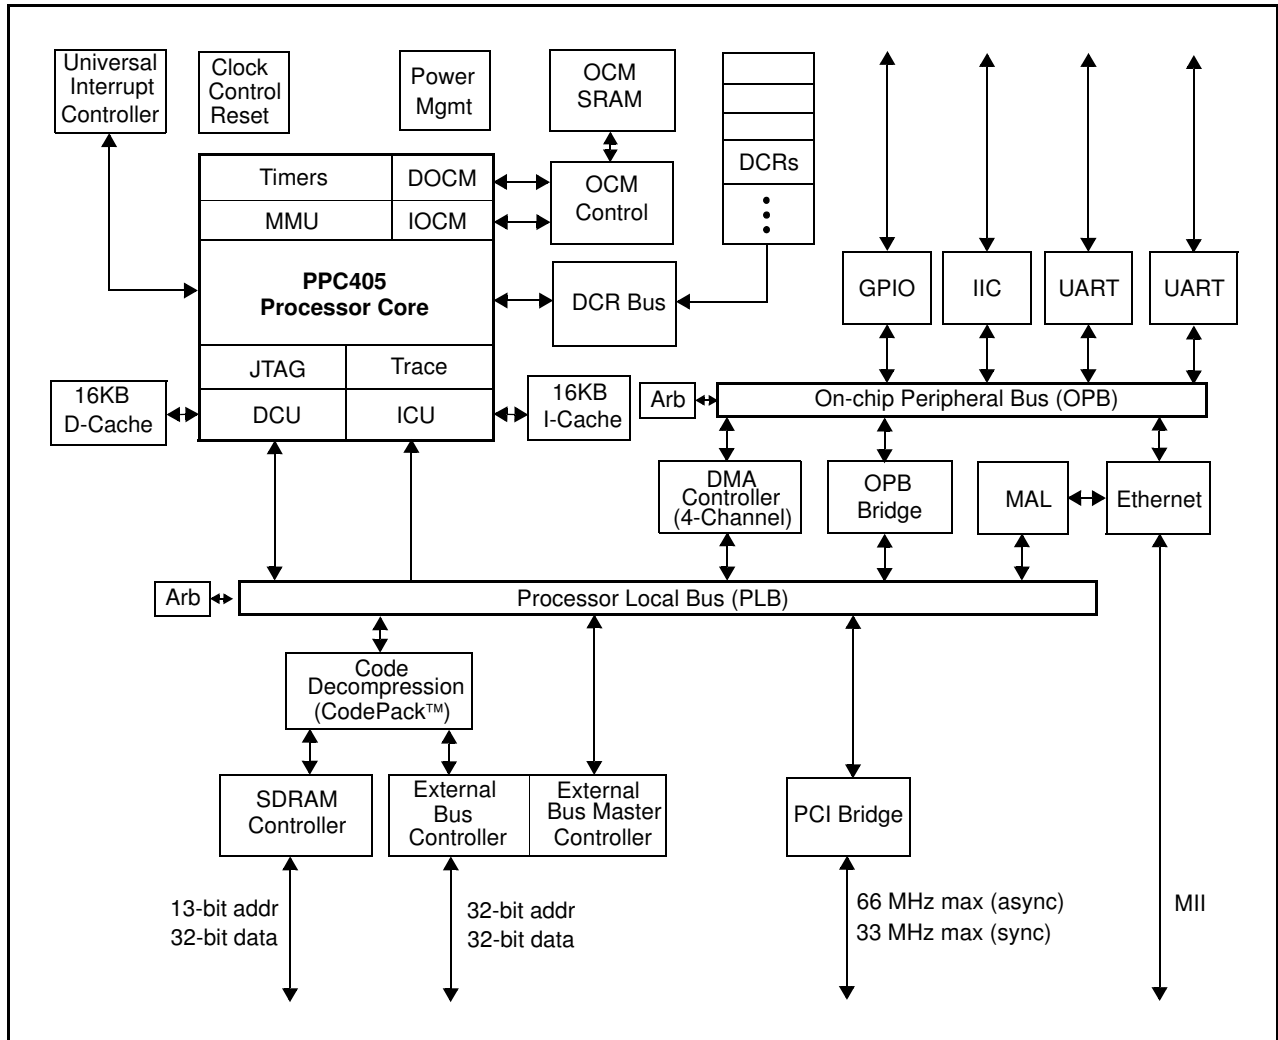 Universal
Interrupt
Controller
Clock
Control
Reset
Power
Mgmt
OCM
SRAM
DCRs
Timers
DOCM
MMU
IOCM
OCM
Control
PPC405
Processor Core
DCR Bus
GPIO
IIC
UART
UART
JTAG
Trace
DCU
ICU
16KB
D-Cache
16KB
I-Cache
Arb
On-chip Peripheral Bus (OPB)
DMA
Controller
(4-Channel)
OPB
Bridge
MAL
Ethernet
Arb
Processor Local Bus (PLB)
Code
Decompression
(CodePack™)
SDRAM
Controller
External
Bus
Controller
External
Bus Master
Controller
PCI Bridge
13-bit addr
32-bit data
32-bit addr
32-bit data
66 MHz max (async)
33 MHz max (sync)
MII